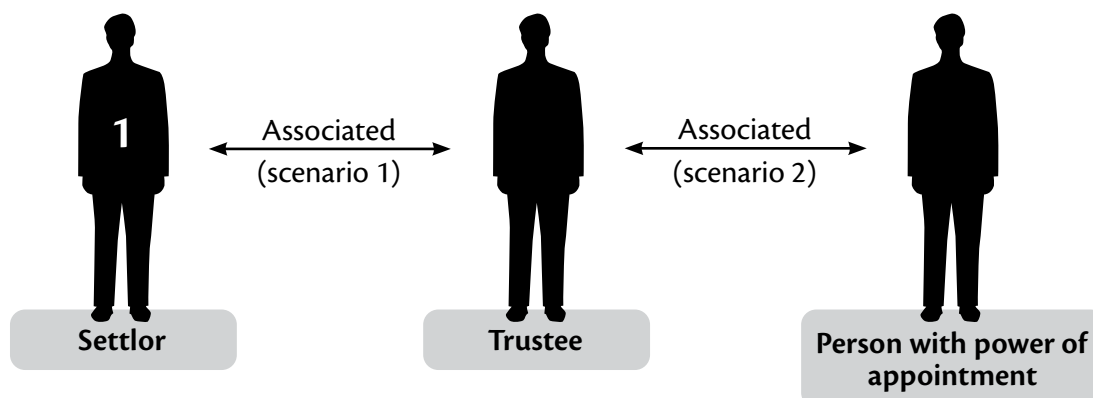 1
Associated
(scenario 1)
Associated
(scenario 2)
Settlor
Trustee
Person with power of
appointment